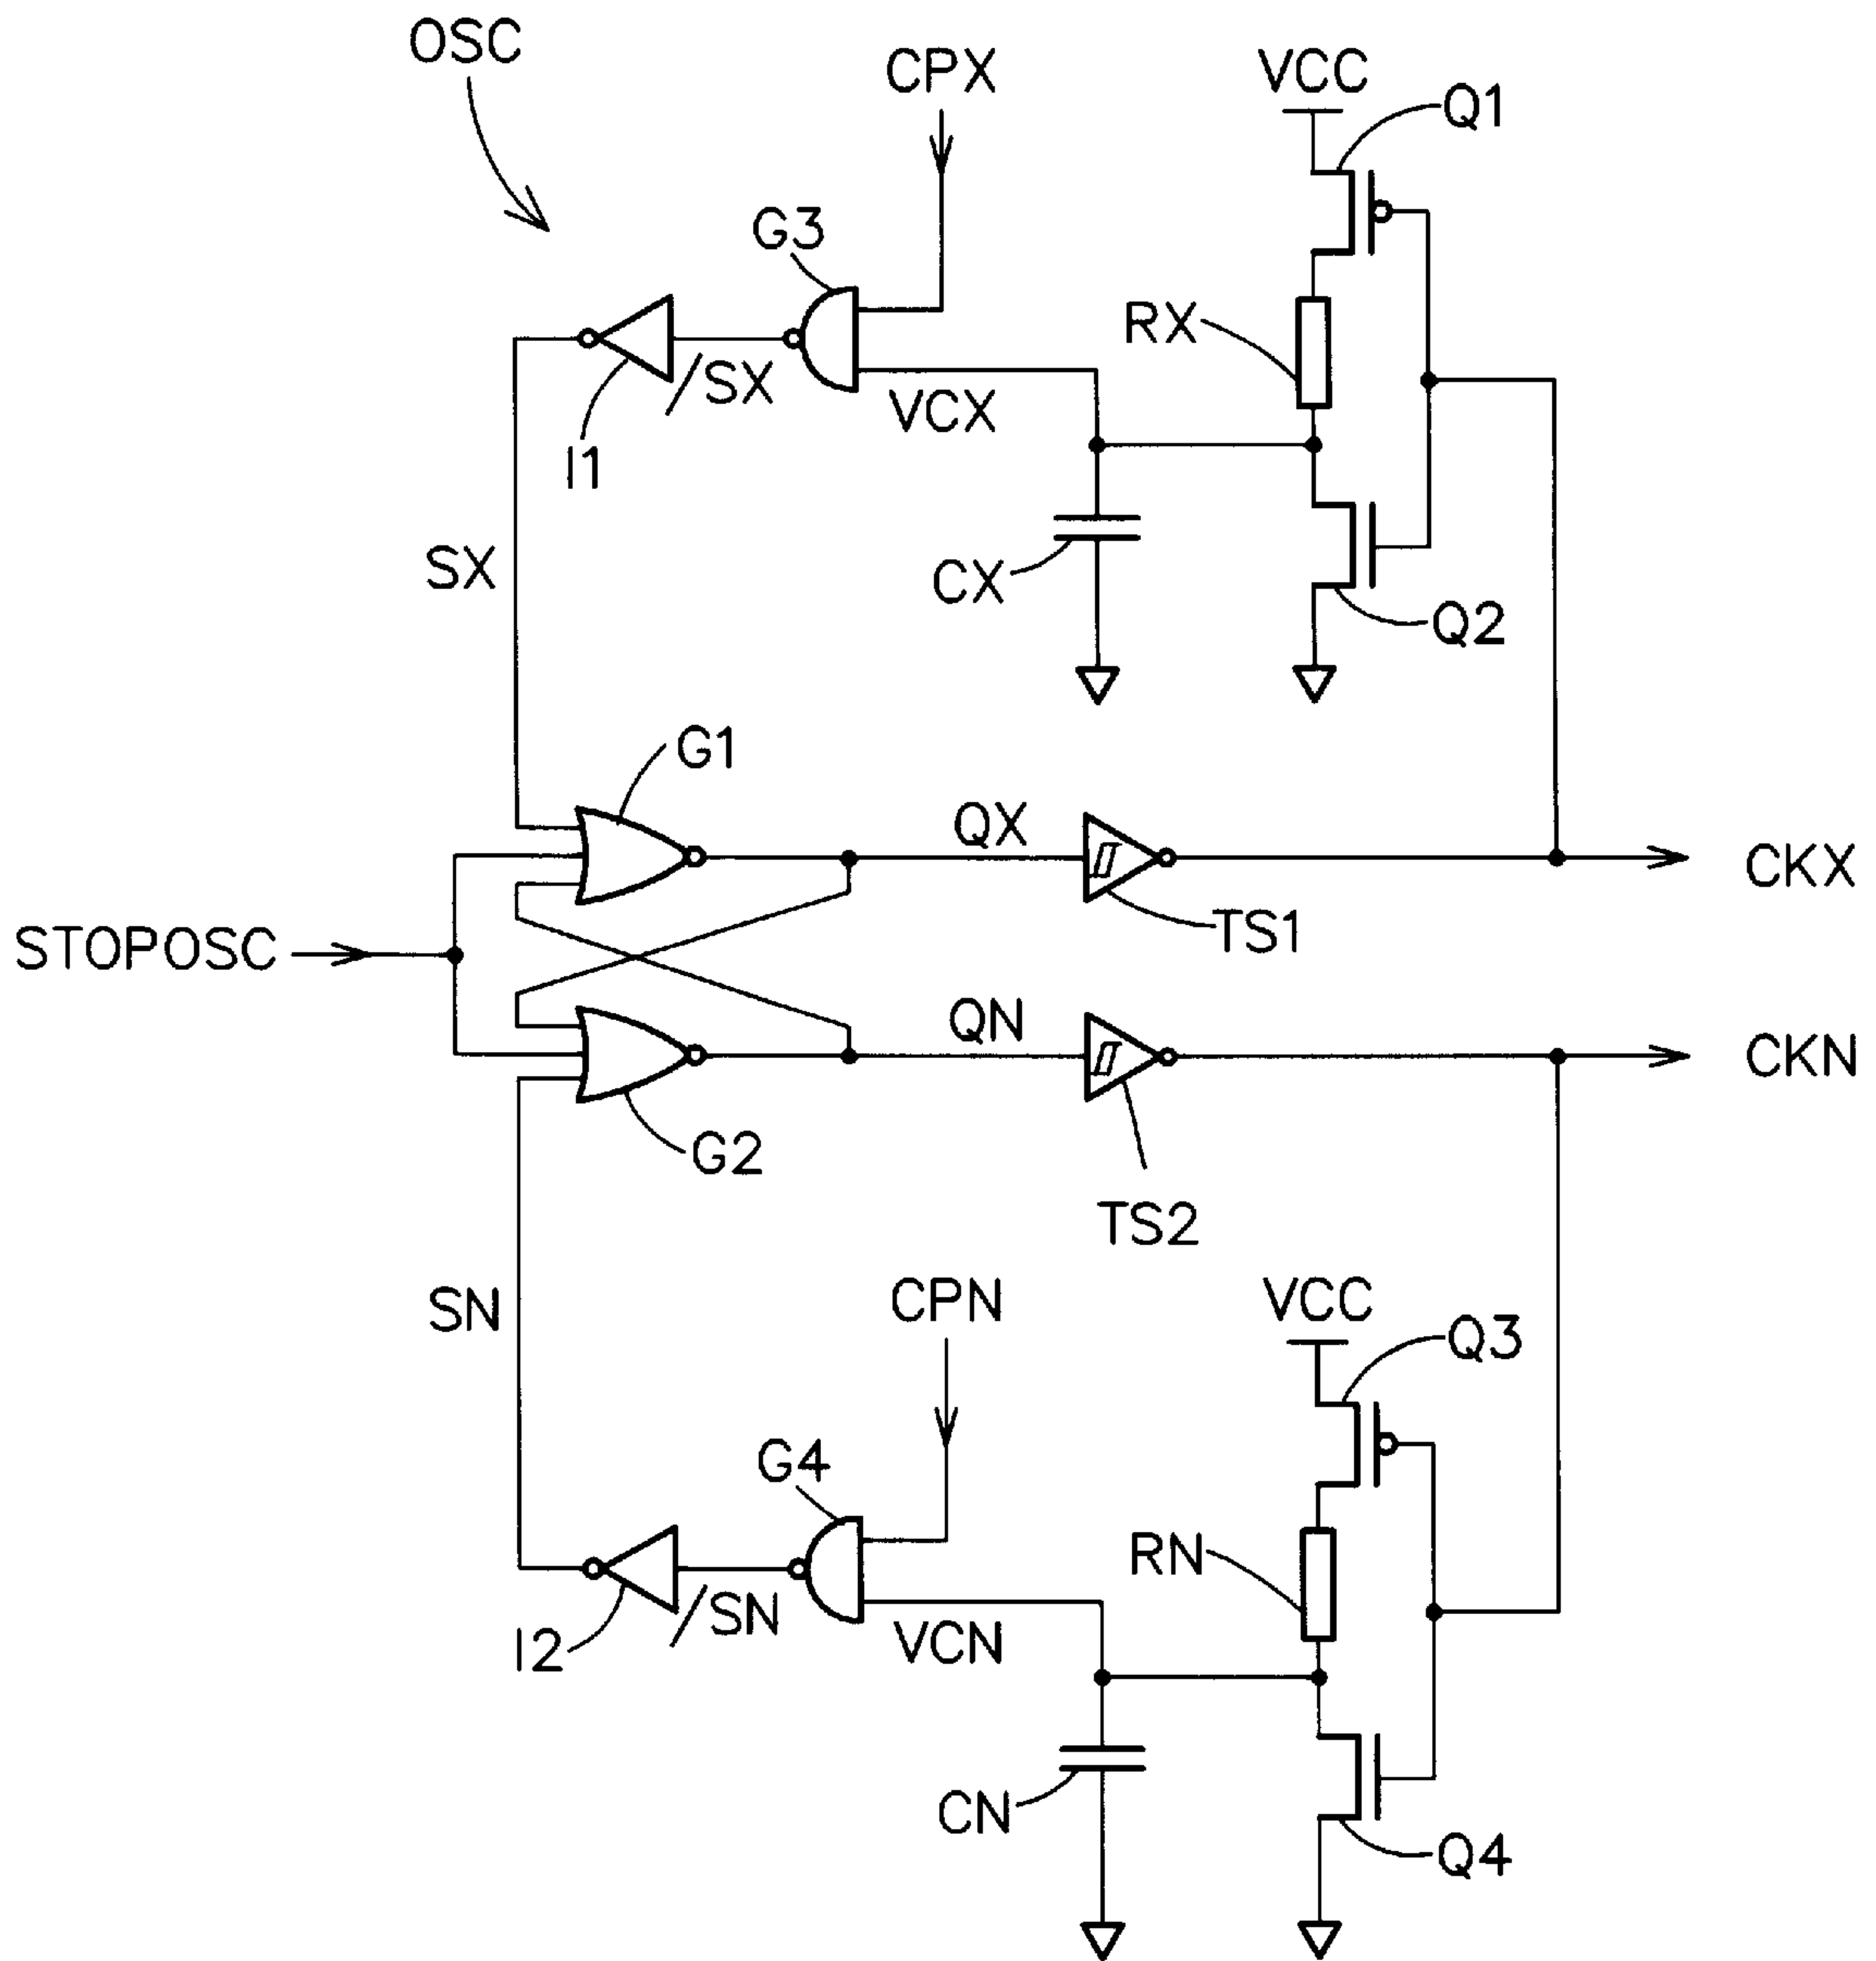 OSC
CPX
VCC
Q1
G3
RX
/SX
VCX
I1
SX
CX
Q2
G1
QX
CKX
TS1
STOPOSC
QN
CKN
G2
TS2
SN
CPN
VCC
Q3
G4
RN
/SN
VCN
I2
CN
Q4